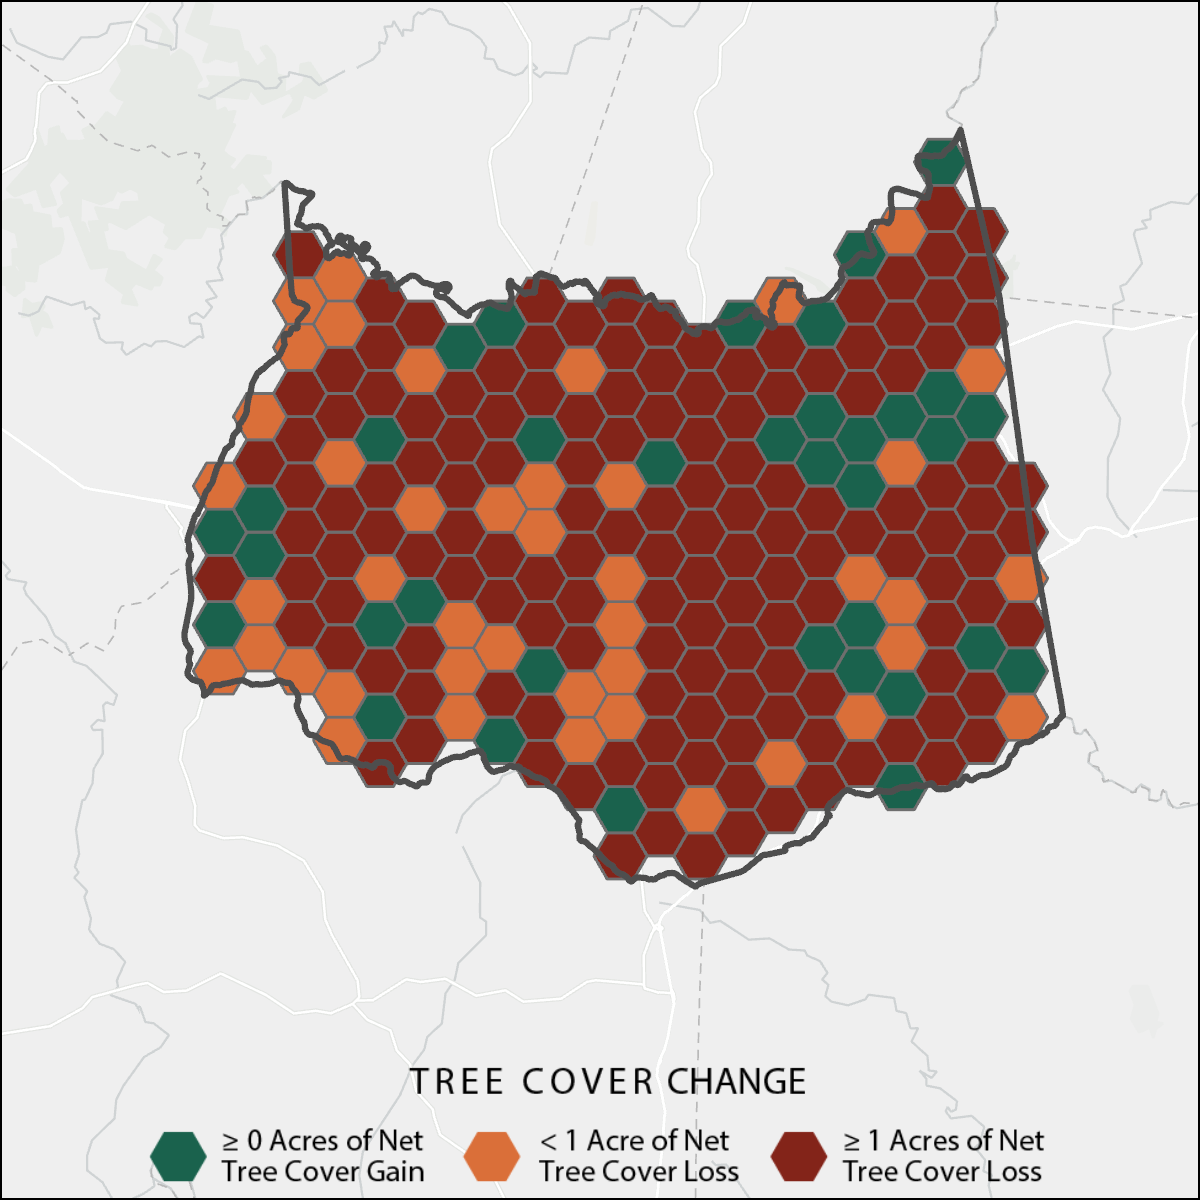 TREE COVER CHANGE
≥ 0 Acres of Net
Tree Cover Gain
< 1 Acre of Net
Tree Cover Loss
≥ 1 Acres of Net
Tree Cover Loss